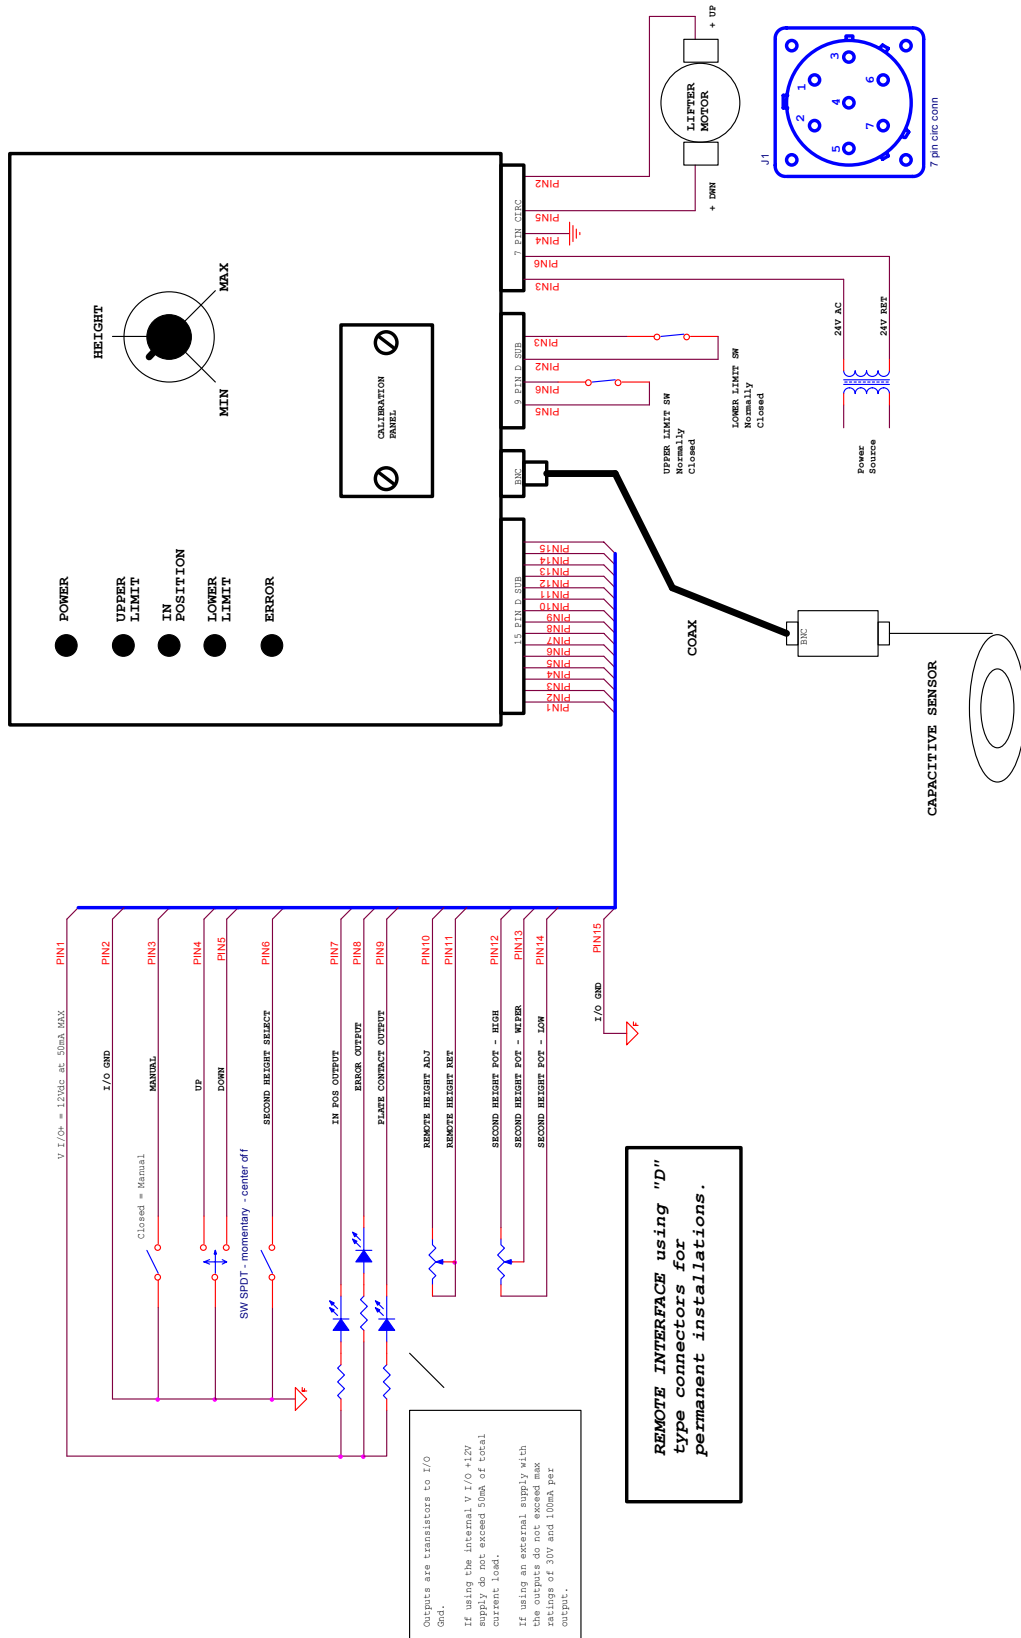 POWER
UPPER
LIMIT
IN
POSITION
LOWER
LIMIT
ERROR
HEIGHT
MIN
MAX
CALIBRATION
PANEL
15 PIN D SUB
BNC
9 PIN D SUB
7 PIN CIRC
PIN1
PIN2
PIN3
PIN4
PIN5
PIN6
PIN7
PIN8
PIN9
PIN10
PIN11
PIN12
PIN13
PIN14
PIN15
PIN5
PIN6
PIN2
PIN3
PIN3
PIN6
PIN4
PIN5
PIN2
UPPER LIMIT SW
Normally
Closed
LOWER LIMIT SW
Normally
Closed
+ UP
LIFTER
MOTOR
+ DWN
24V AC
24V RET
Power
Source
J1
1
2
3
4
5
6
7
7 pin circ conn
COAX
BNC
CAPACITIVE SENSOR
V I/O+ = 12Vdc at 50mA MAX
PIN1
I/O GND
PIN2
Closed = Manual
MANUAL
PIN3
UP
PIN4
DOWN
PIN5
SW SPDT - momentary - center off
SECOND HEIGHT SELECT
PIN6
F
IN POS OUTPUT
PIN7
ERROR OUTPUT
PIN8
PLATE CONTACT OUTPUT
PIN9
REMOTE HEIGHT ADJ
PIN10
REMOTE HEIGHT RET
PIN11
SECOND HEIGHT POT - HIGH
PIN12
SECOND HEIGHT POT - WIPER
PIN13
SECOND HEIGHT POT - LOW
PIN14
I/O GND
PIN15
F
Outputs are transistors to I/O
Gnd.
If using the internal V I/O +12V
supply do not exceed 50mA of total
current load.
If using an external supply with
the outputs do not exceed max
ratings of 30V and 100mA per
output.
REMOTE INTERFACE using "D"
type connectors for
permanent installations.